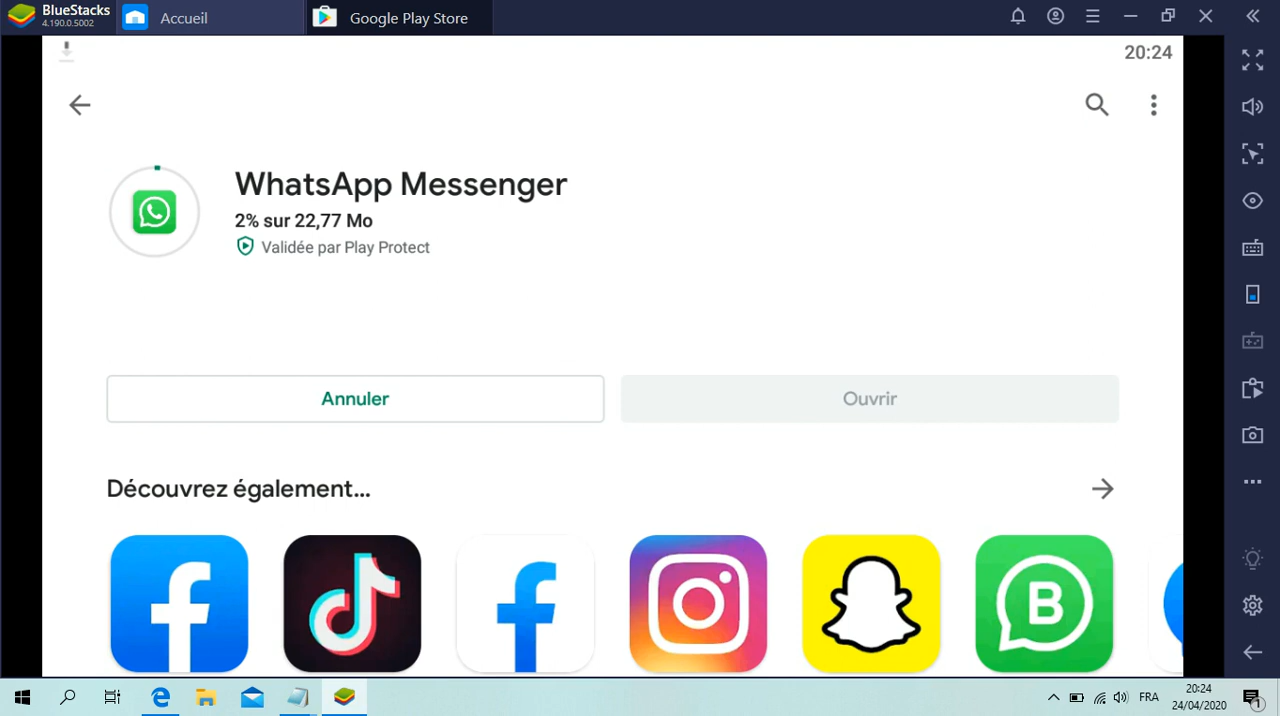 BlueStacks
4.190.0.5002
Accueil
Google Play Store
20:24
WhatsApp Messenger
2% sur 22,77 Mo
Validée par Play Protect
Annuler
Ouvrir
Découvrez également...
B
FRA
20:24
24/04/2020
1